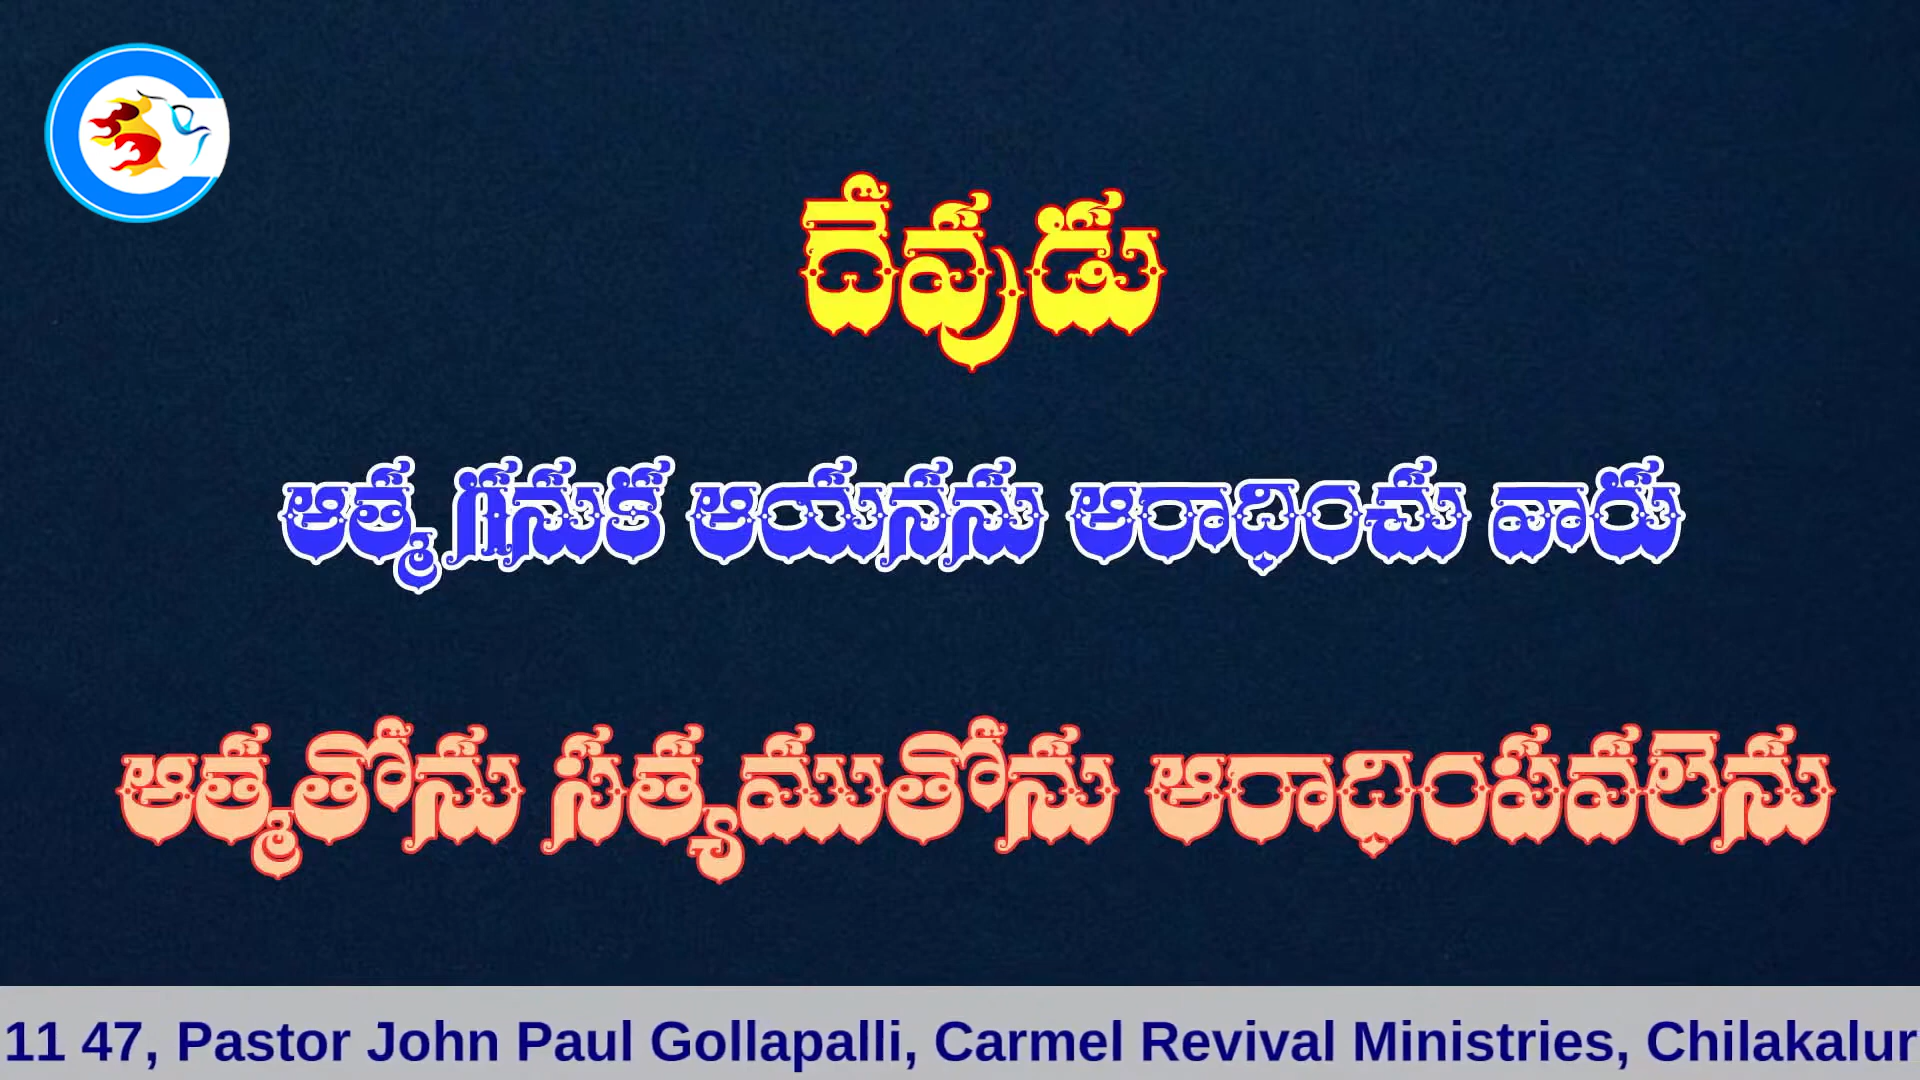 దేవుడు
ఆత్మ గనుక ఆయనను ఆరాధించు వారు
ఆత్మతోను సత్యముతోను ఆరాధింపవలెను
11 47, Pastor John Paul Gollapalli, Carmel Revival Ministries, Chilakalur